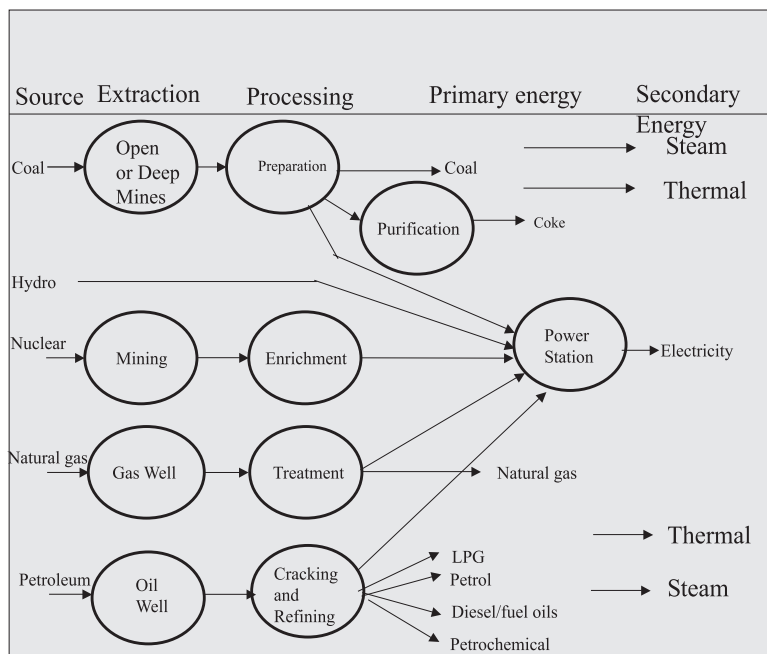 Source
Extraction
Processing
Primary energy
Secondary
Energy
Coal
Open
or Deep
Mines
Preparation
Coal
Steam
Thermal
Purification
Coke
Hydro
Nuclear
Mining
Enrichment
Power
Station
Electricity
Natural gas
Gas Well
Treatment
Natural gas
Thermal
Petroleum
Oil
Well
Cracking
and
Refining
LPG
Petrol
Diesel/fuel oils
Petrochemical
Steam